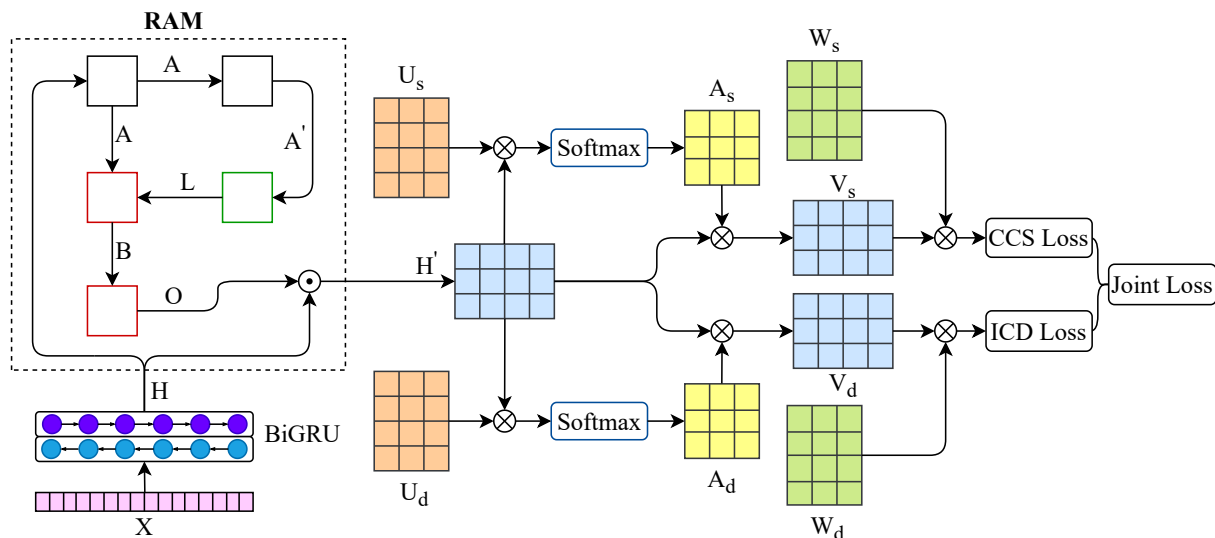 RAM
A
A
A'
L
B
O
H
BiGRU
X
H'
U_s
Softmax
A_s
W_s
V_s
CCS Loss
Joint Loss
ICD Loss
V_d
Softmax
A_d
U_d
W_d